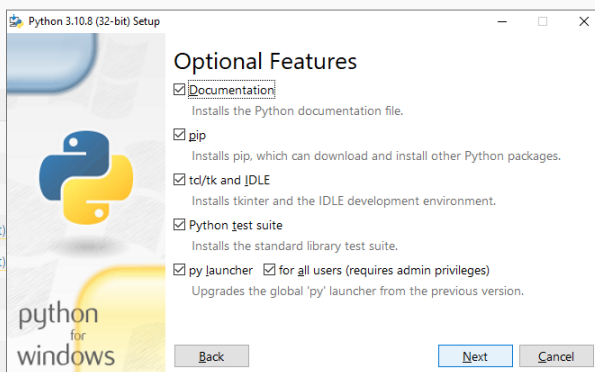 Python 3.10.8 (32-bit) Setup
Optional Features
Documentation
Installs the Python documentation file.
pip
Installs pip, which can download and install other Python packages.
tcl/tk and IDLE
Installs tkinter and the IDLE development environment.
Python test suite
Installs the standard library test suite.
py launcher for all users (requires admin privileges)
Upgrades the global 'py' launcher from the previous version.
python
for
windows
Back Next Cancel